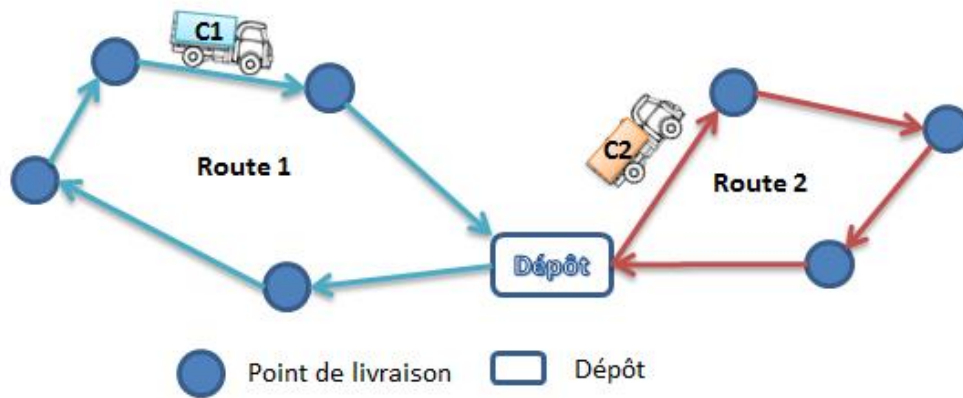 C1
Route 1
C2
Route 2
Dépôt
Point de livraison
Dépôt